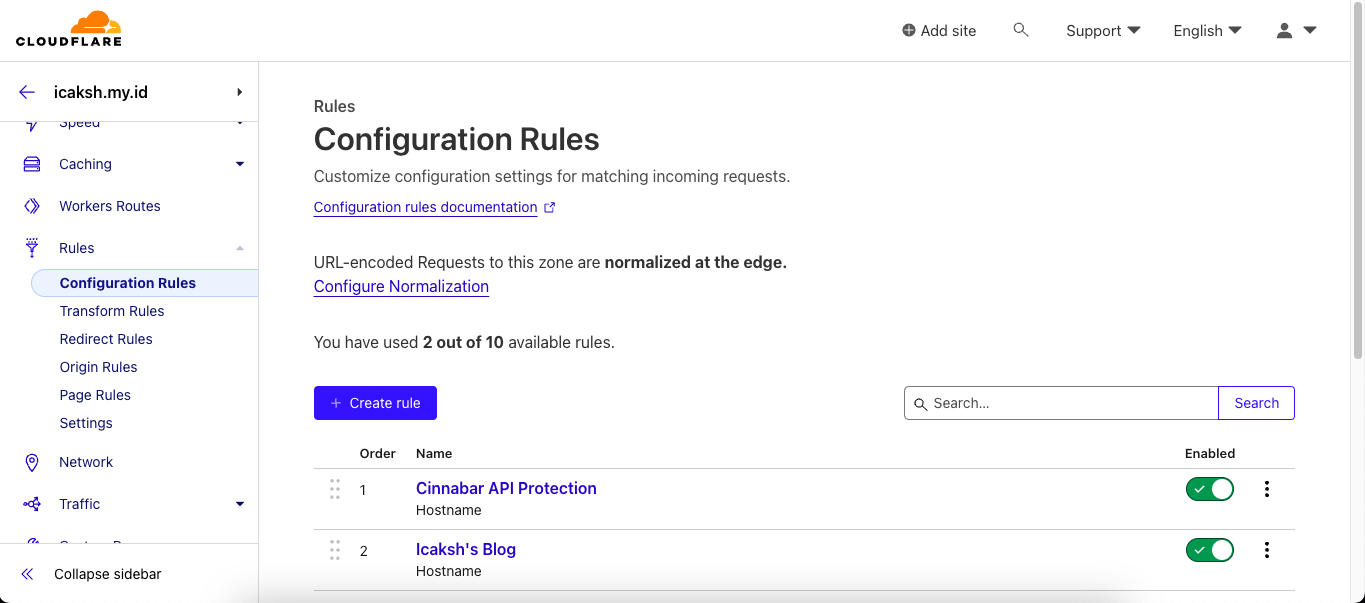 CLOUDFLARE
Add site
Support
English
icaksh.my.id
Speed
Caching
Workers Routes
Rules
Configuration Rules
Transform Rules
Redirect Rules
Origin Rules
Page Rules
Settings
Network
Traffic
Collapse sidebar
Rules
Configuration Rules
Customize configuration settings for matching incoming requests.
Configuration rules documentation
URL-encoded Requests to this zone are normalized at the edge.
Configure Normalization
You have used 2 out of 10 available rules.
+ Create rule
Search...
Search
Order Name Enabled
1 Cinnabar API Protection
Hostname
2 Icaksh's Blog
Hostname